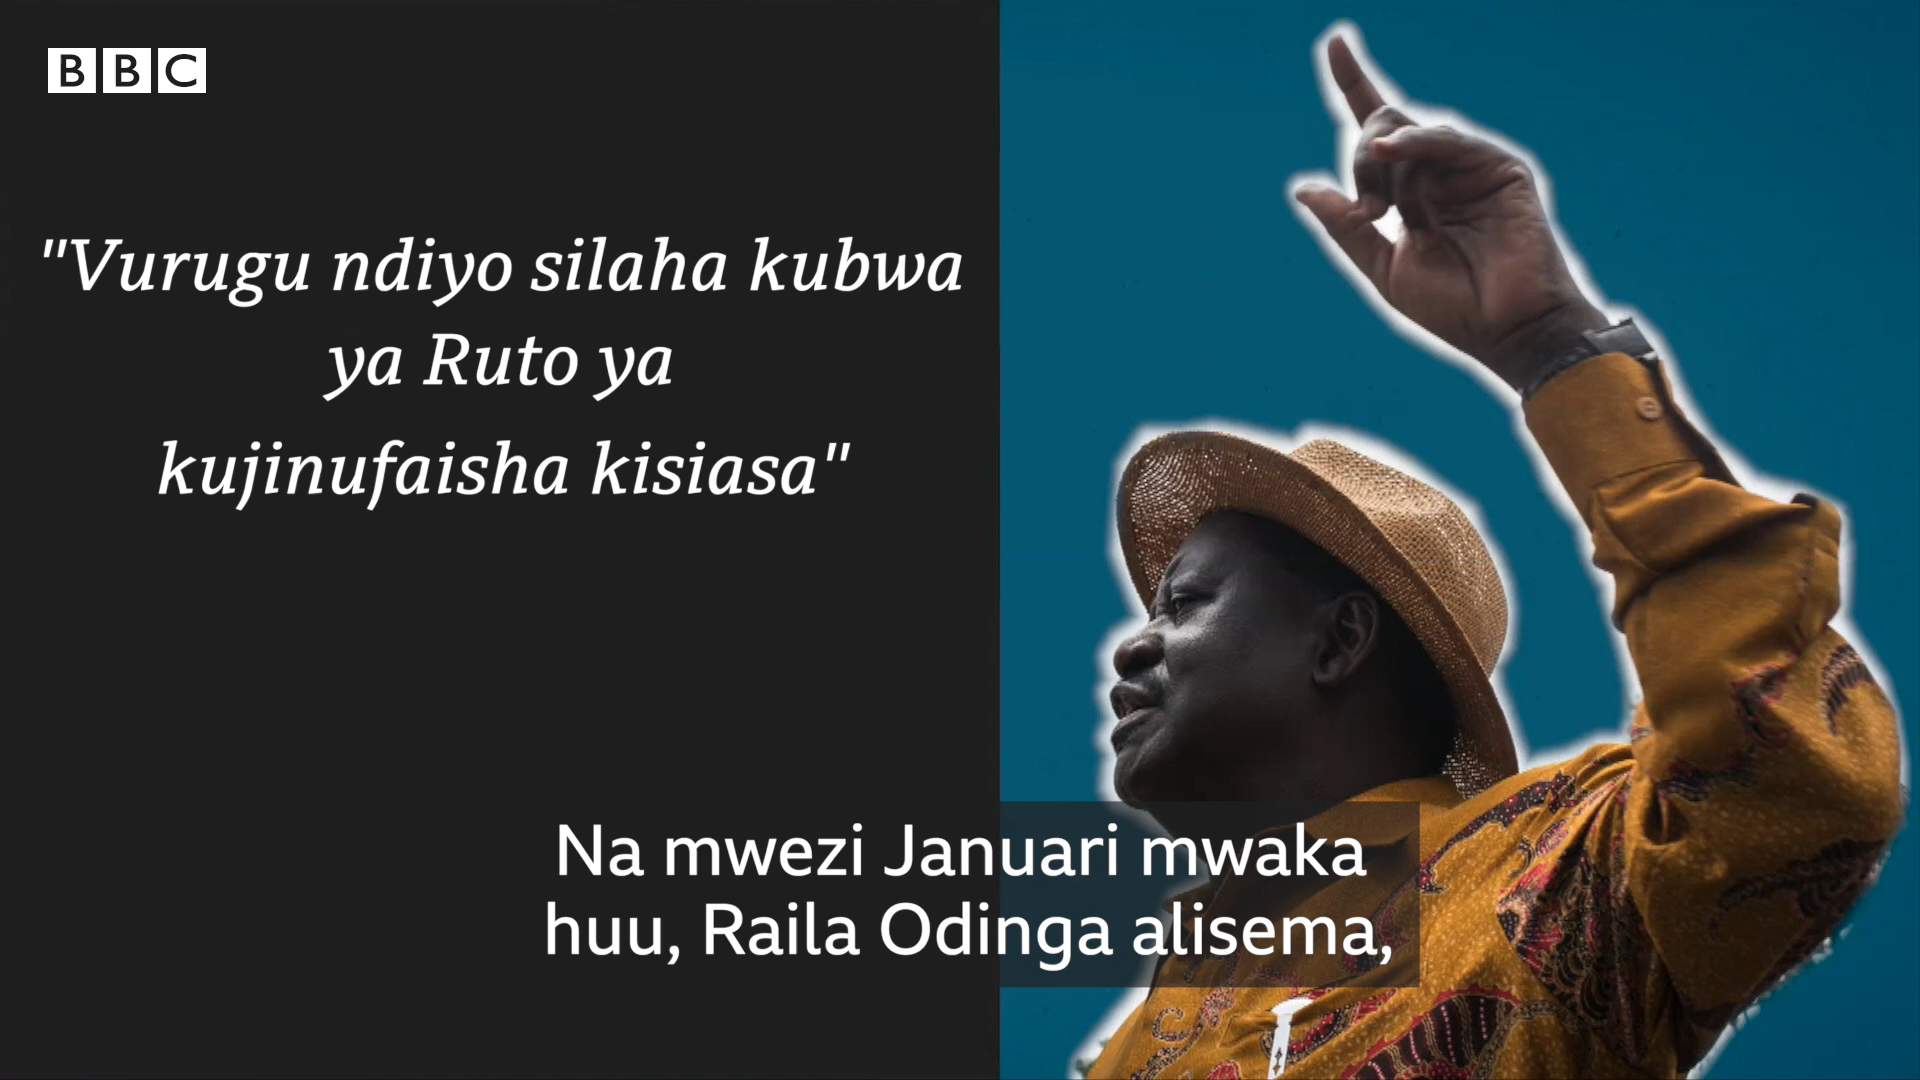 BBC
"Vurugu ndiyo silaha kubwa
ya Ruto ya
kujinufaisha kisiasa"
Na mwezi Januari mwaka
huu, Raila Odinga alisema,